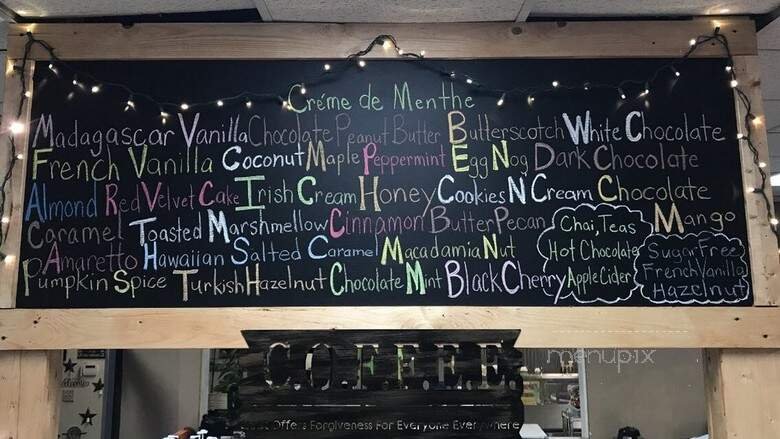 Créme de Menthe
Madagascar Vanilla Chocolate Peanut Butter Butterscotch White Chocolate
French Vanilla Coconut Maple Peppermint Egg Nog Dark Chocolate
Almond Red Velvet Cake Irish Cream Honey Cookies N Cream Chocolate
Caramel Toasted Marshmellow Cinnamon Butter Pecan Mango
Amaretto Hawaiian Salted Caramel Macadamia Nut
Pumpkin Spice Turkish Hazelnut Chocolate Mint Black Cherry
Chai, Teas
Hot Chocolate
Apple Cider
Sugar Free
French Vanilla
Hazelnut
menupix
C.O.F.F.E.E.
Offers Forgiveness For Everyone Everywhere